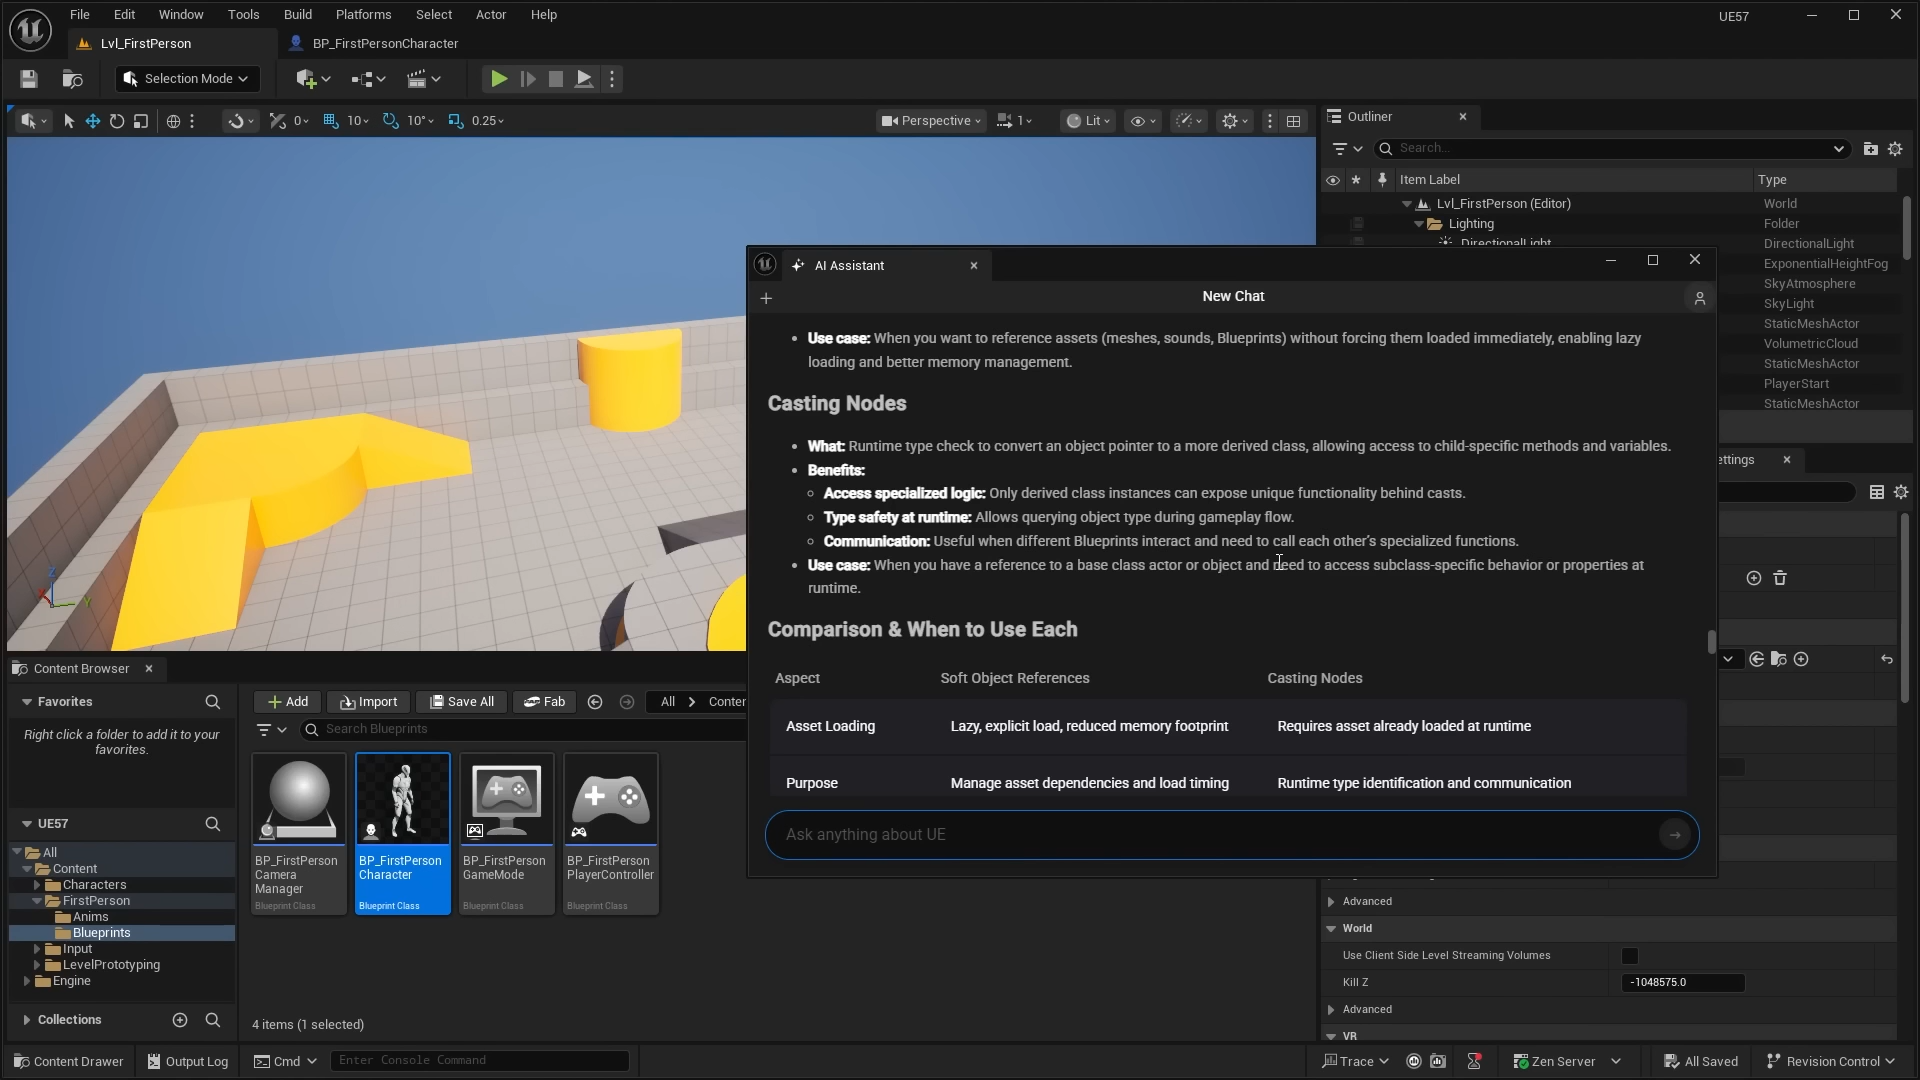 File Edit Window Tools Build Platforms Select Actor Help
UE57
Lvl_FirstPerson
BP_FirstPersonCharacter
Selection Mode
0 10 10° 0.25
Perspective 1 Lit
Outliner
Search...
Item Label Type
Lvl_FirstPerson (Editor) World
Lighting Folder
DirectionalLight DirectionalLight
ExponentialHeightFog
SkyAtmosphere
SkyLight
StaticMeshActor
VolumetricCloud
StaticMeshActor
PlayerStart
StaticMeshActor
ettings
AI Assistant
New Chat
Use case: When you want to reference assets (meshes, sounds, Blueprints) without forcing them loaded immediately, enabling lazy
loading and better memory management.
Casting Nodes
What: Runtime type check to convert an object pointer to a more derived class, allowing access to child-specific methods and variables.
Benefits:
Access specialized logic: Only derived class instances can expose unique functionality behind casts.
Type safety at runtime: Allows querying object type during gameplay flow.
Communication: Useful when different Blueprints interact and need to call each other's specialized functions.
Use case: When you have a reference to a base class actor or object and need to access subclass-specific behavior or properties at
runtime.
Comparison & When to Use Each
Aspect Soft Object References Casting Nodes
Asset Loading Lazy, explicit load, reduced memory footprint Requires asset already loaded at runtime
Purpose Manage asset dependencies and load timing Runtime type identification and communication
Ask anything about UE
Z
Y
Content Browser
Favorites
Right click a folder to add it to your
favorites.
UE57
All
Content
Characters
FirstPerson
Anims
Blueprints
Input
LevelPrototyping
Engine
Collections
Add Import Save All Fab All Conter
Search Blueprints
BP_FirstPerson
Camera
Manager
Blueprint Class
BP_FirstPerson
Character
Blueprint Class
BP_FirstPerson
GameMode
Blueprint Class
BP_FirstPerson
PlayerController
Blueprint Class
4 items (1 selected)
Advanced
World
Use Client Side Level Streaming Volumes
Kill Z -1048575.0
Advanced
VR
Content Drawer Output Log Cmd Enter Console Command
Trace Zen Server All Saved Revision Control